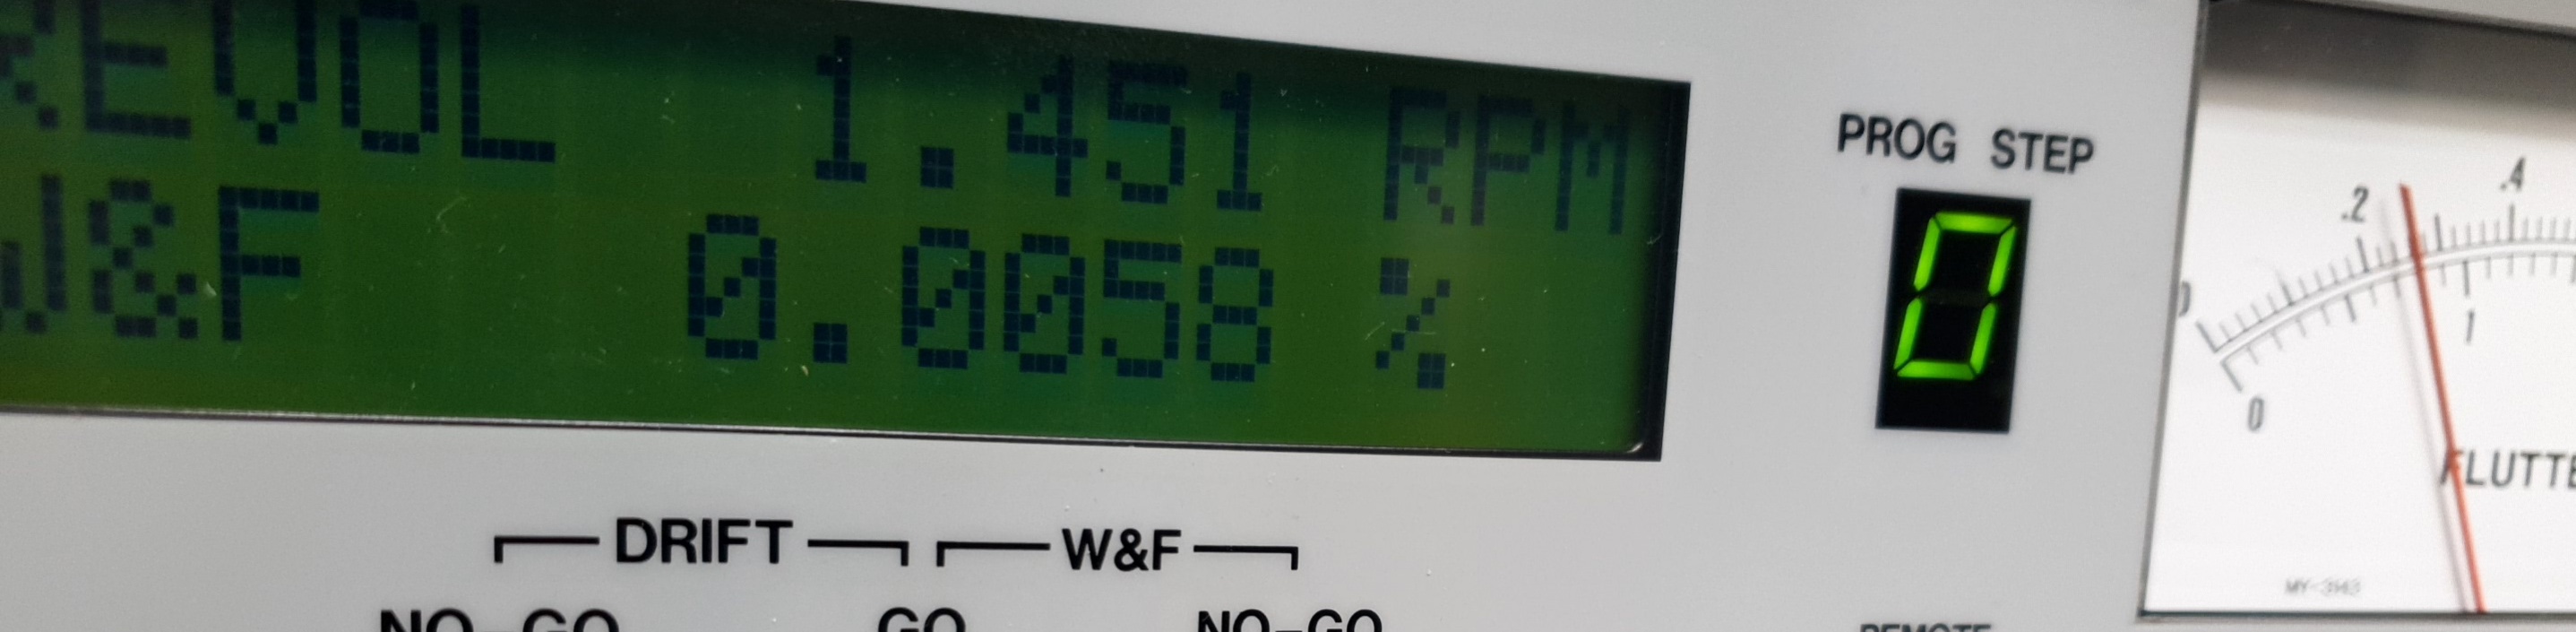 REVOL 1.451 RPM
W&F 0.0058 %
PROG STEP
0
.2 .4
0 1
FLUTTE
DRIFT W&F
NO-GO GO NO-GO
REMOTE